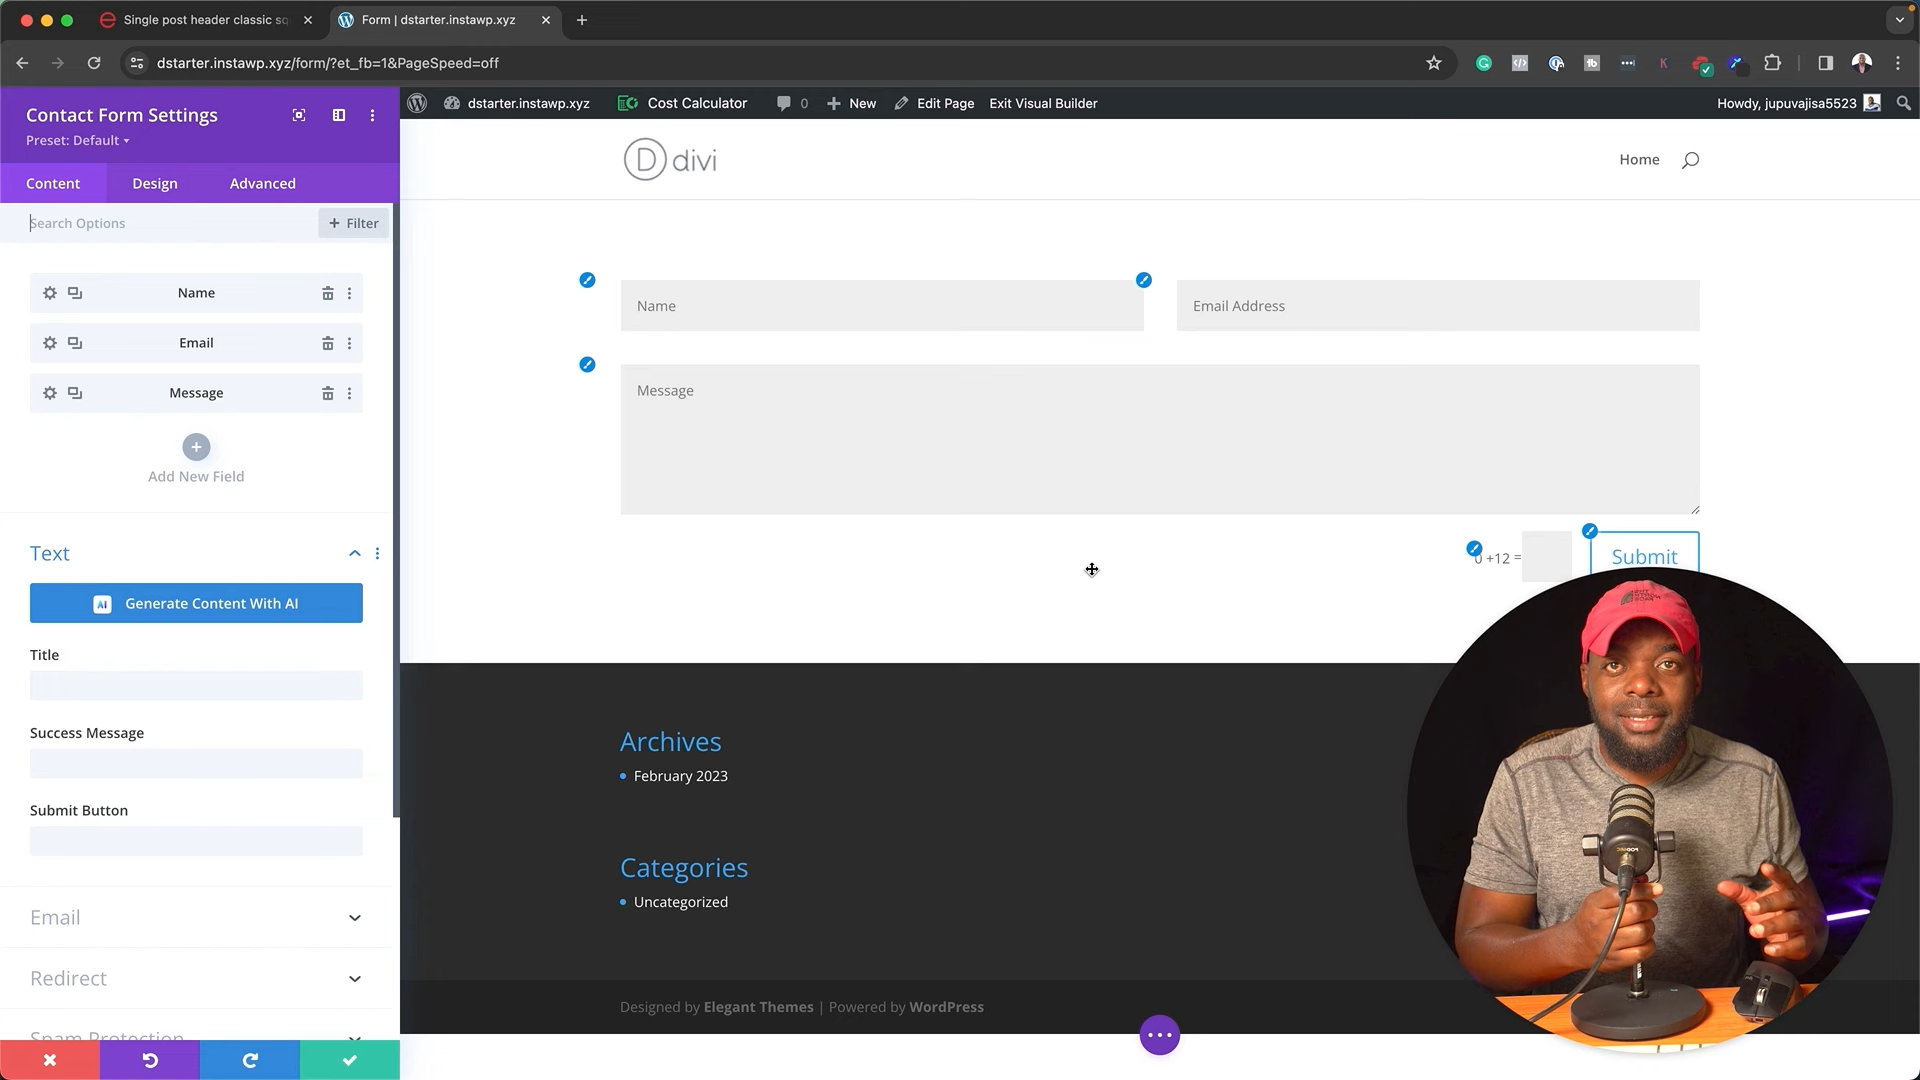 Single post header classic sq
Form | dstarter.instawp.xyz
dstarter.instawp.xyz/form/?et_fb=1&PageSpeed=off
Contact Form Settings
Preset: Default
Content
Design
Advanced
Search Options
+ Filter
Name
Email
Message
Add New Field
Text
AI Generate Content With AI
Title
Success Message
Submit Button
Email
Redirect
Spam Protection
dstarter.instawp.xyz
Cost Calculator
0
New
Edit Page
Exit Visual Builder
Howdy, jupuvajisa5523
D divi
Home
Name
Email Address
Message
0 +12 =
Submit
Archives
February 2023
Categories
Uncategorized
Designed by Elegant Themes | Powered by WordPress